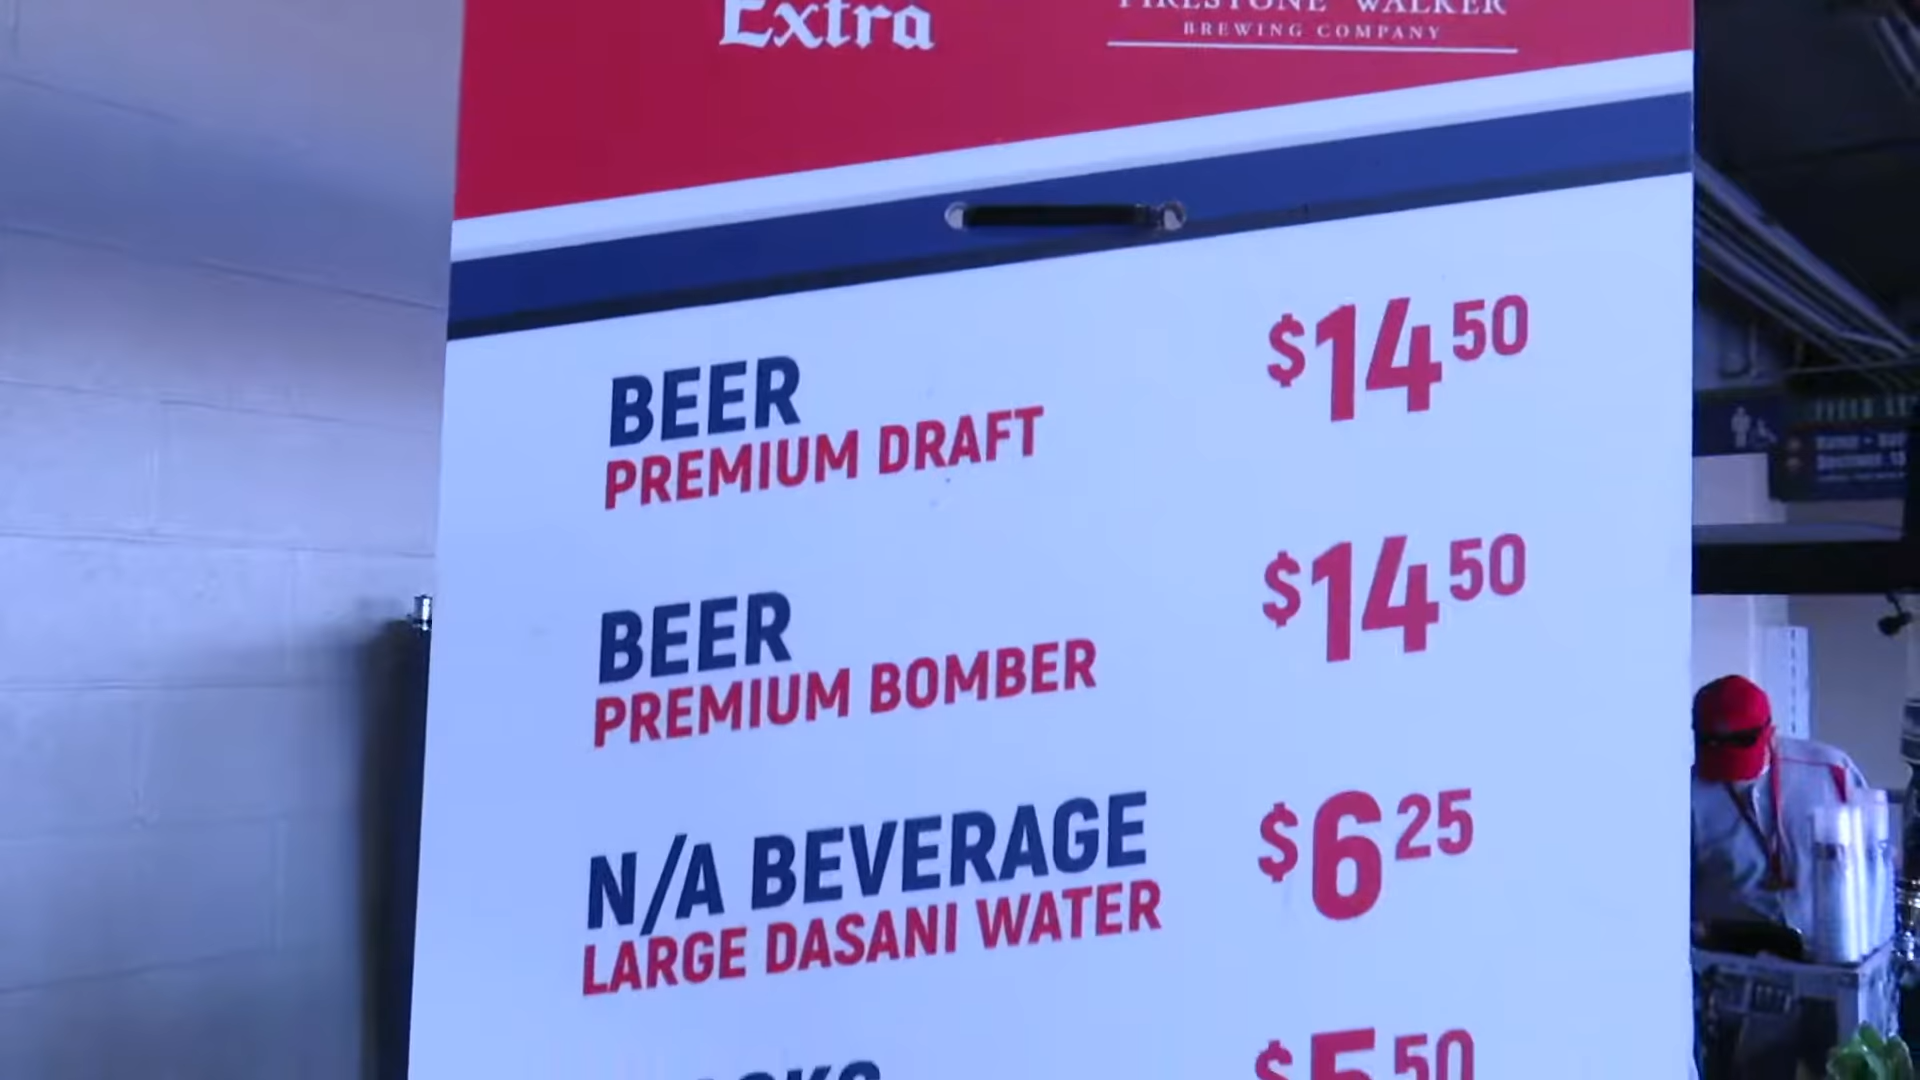 Extra
FIRESTONE WALKER
BREWING COMPANY
BEER
PREMIUM DRAFT
$14 50
BEER
PREMIUM BOMBER
$14 50
N/A BEVERAGE
LARGE DASANI WATER
$6 25
$5 50